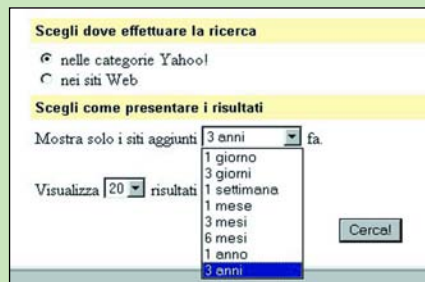 Scegli dove effettuare la ricerca
nelle categorie Yahoo!
nei siti Web
Scegli come presentare i risultati
Mostra solo i siti aggiunti 3 anni fa.
1 giorno
3 giorni
1 settimana
1 mese
3 mesi
6 mesi
1 anno
3 anni
Visualizza 20 risultati
Cerca!